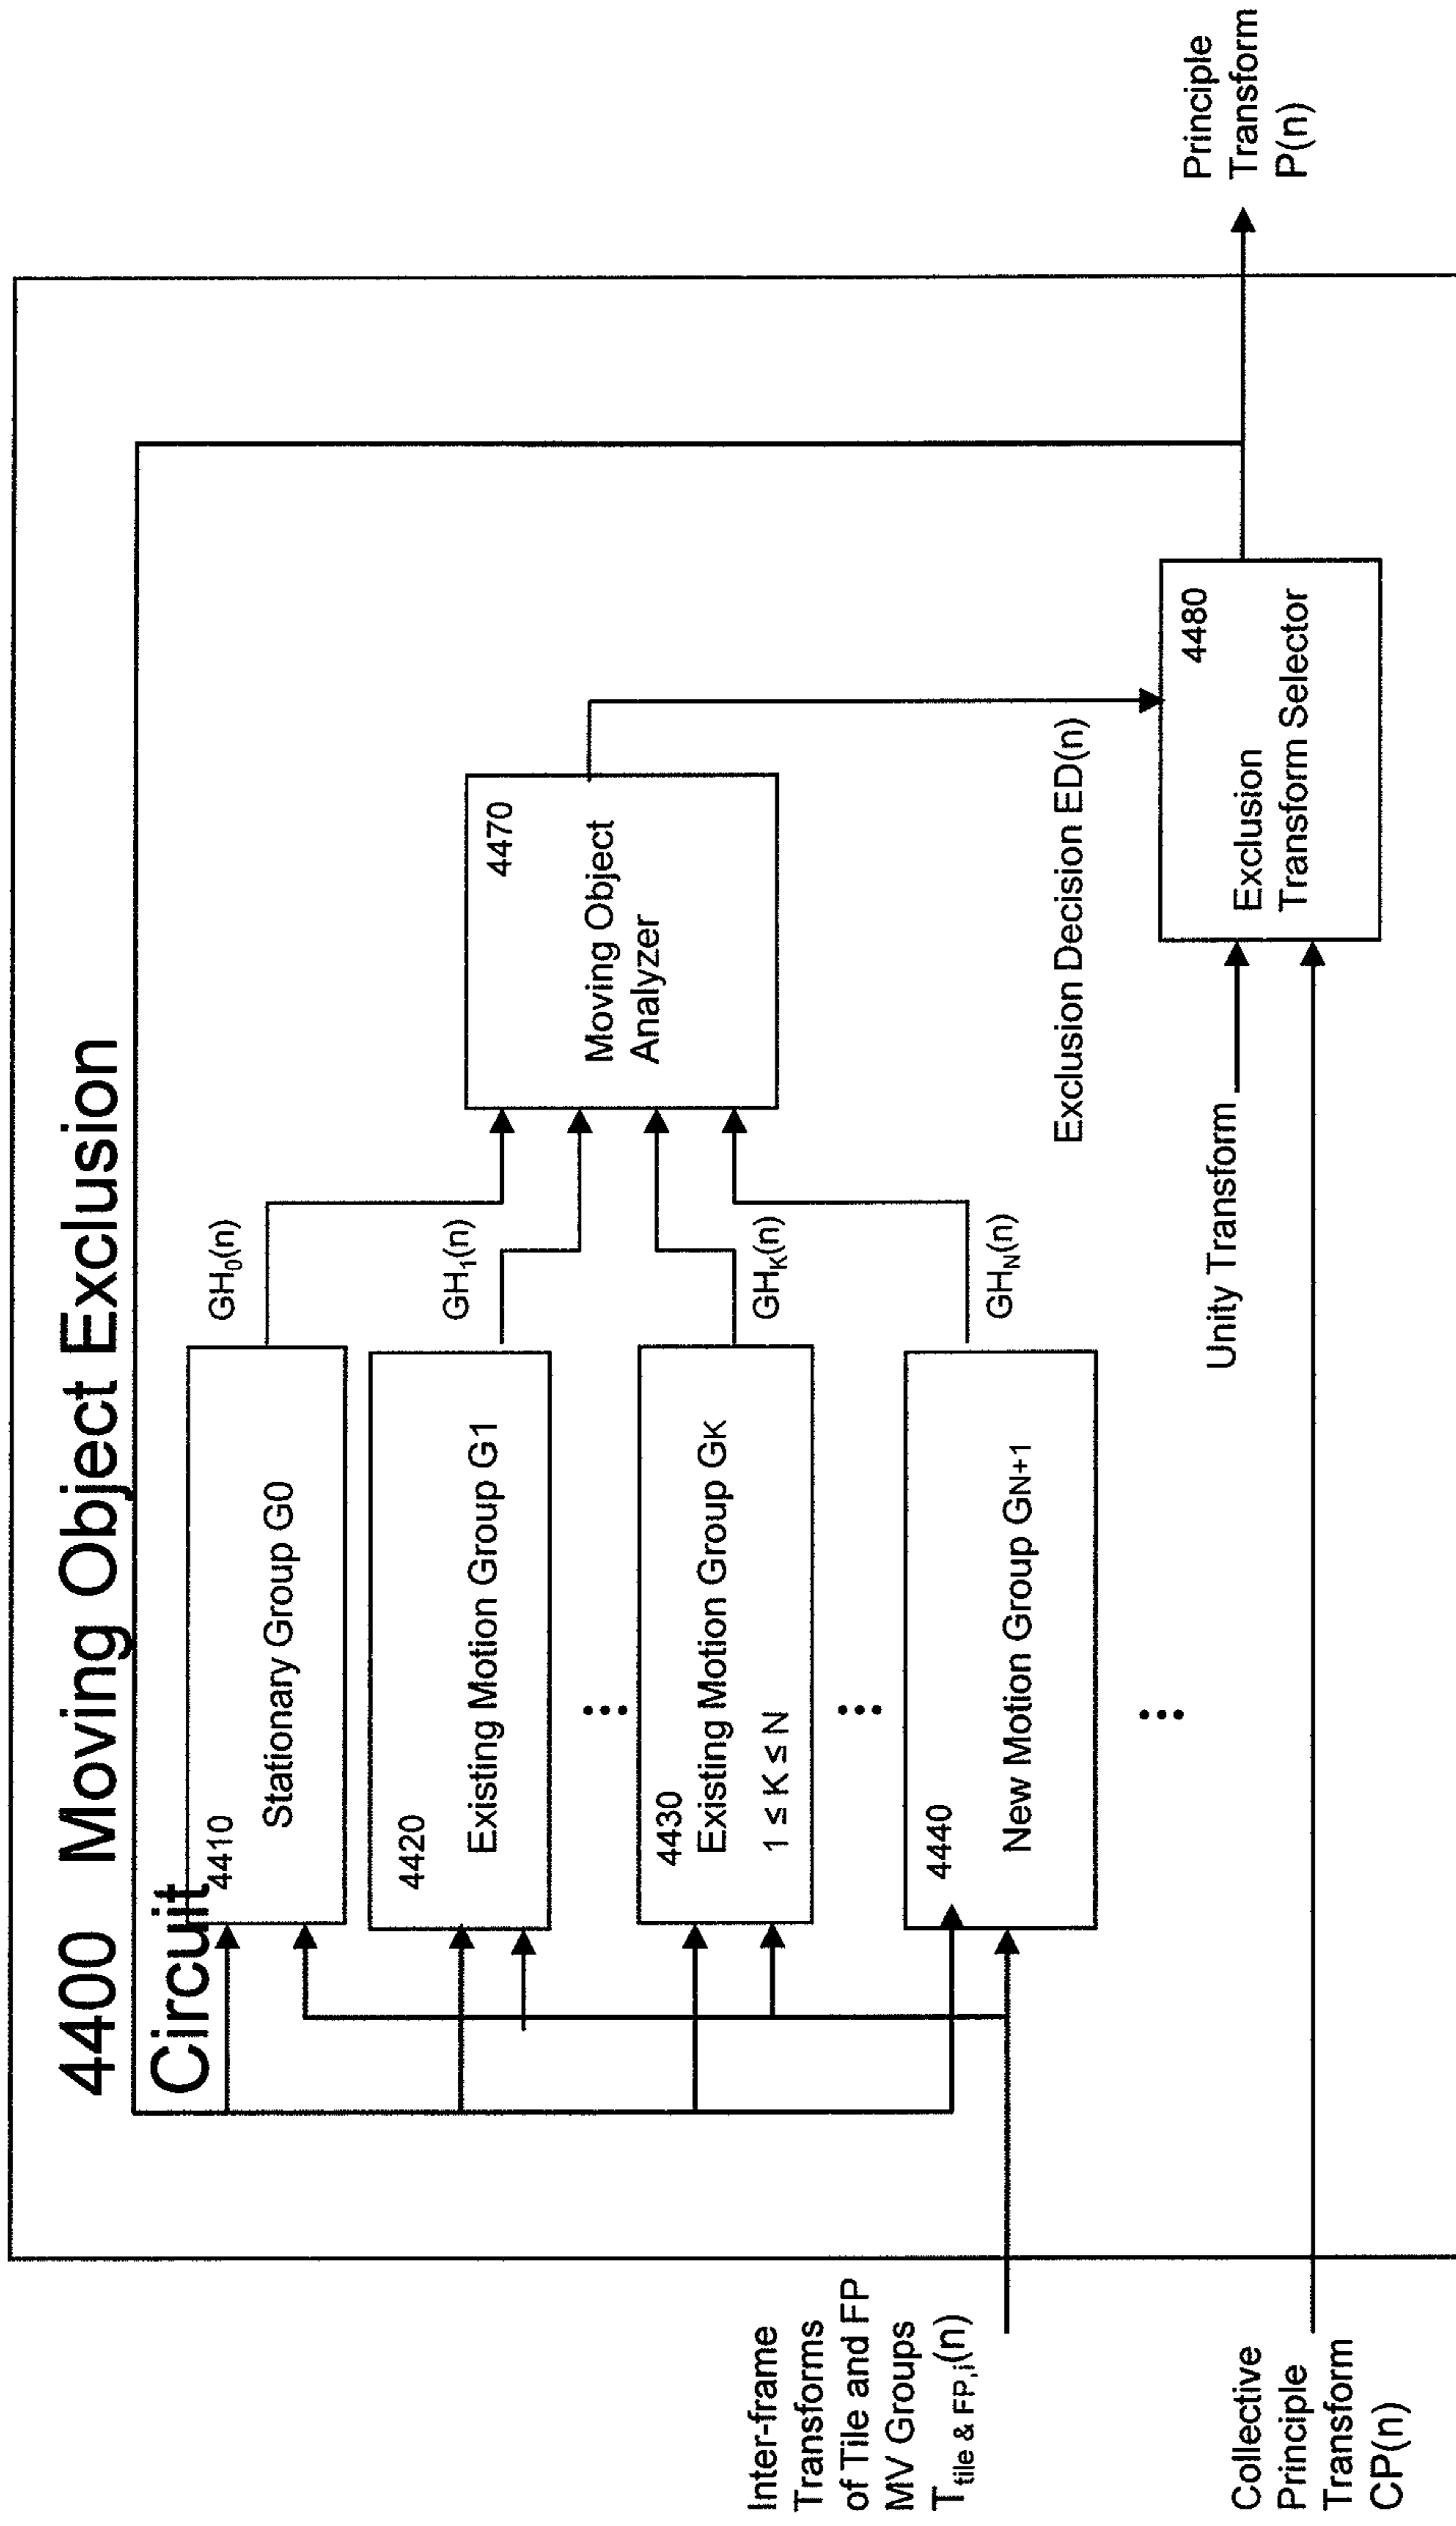 4400 Moving Object Exclusion
Circuit
4410
Stationary Group G0
GH₀(n)
4420
Existing Motion Group G1
GH₁(n)
4430
Existing Motion Group GK
1 ≤ K ≤ N
GHK(n)
4440
New Motion Group GN+1
GHN(n)
4470
Moving Object
Analyzer
Exclusion Decision ED(n)
Inter-frame
Transforms
of Tile and FP
MV Groups
Ttile & FP,i(n)
Unity Transform
4480
Exclusion
Transform Selector
Principle
Transform
P(n)
Collective
Principle
Transform
CP(n)